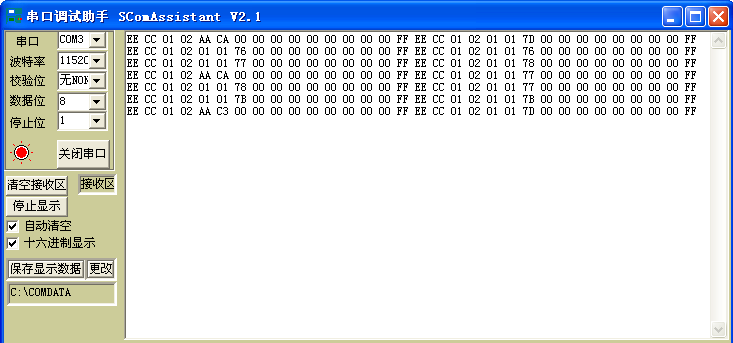 串口调试助手 SComAssistant V2.1
串口 COM3
波特率 11520
校验位 无NON
数据位 8
停止位 1
关闭串口
清空接收区 接收区
停止显示
自动清空
十六进制显示
保存显示数据 更改
C:\COMDATA
EE CC 01 02 AA CA 00 00 00 00 00 00 00 00 00 FF EE CC 01 02 01 01 7D 00 00 00 00 00 00 00 00 FF
EE CC 01 02 01 01 76 00 00 00 00 00 00 00 00 FF EE CC 01 02 01 01 76 00 00 00 00 00 00 00 00 FF
EE CC 01 02 01 01 77 00 00 00 00 00 00 00 00 FF EE CC 01 02 01 01 78 00 00 00 00 00 00 00 00 FF
EE CC 01 02 AA CA 00 00 00 00 00 00 00 00 00 FF EE CC 01 02 01 01 77 00 00 00 00 00 00 00 00 FF
EE CC 01 02 01 01 78 00 00 00 00 00 00 00 00 FF EE CC 01 02 01 01 77 00 00 00 00 00 00 00 00 FF
EE CC 01 02 01 01 7B 00 00 00 00 00 00 00 00 FF EE CC 01 02 01 01 7B 00 00 00 00 00 00 00 00 FF
EE CC 01 02 AA C3 00 00 00 00 00 00 00 00 00 FF EE CC 01 02 01 01 7D 00 00 00 00 00 00 00 00 FF